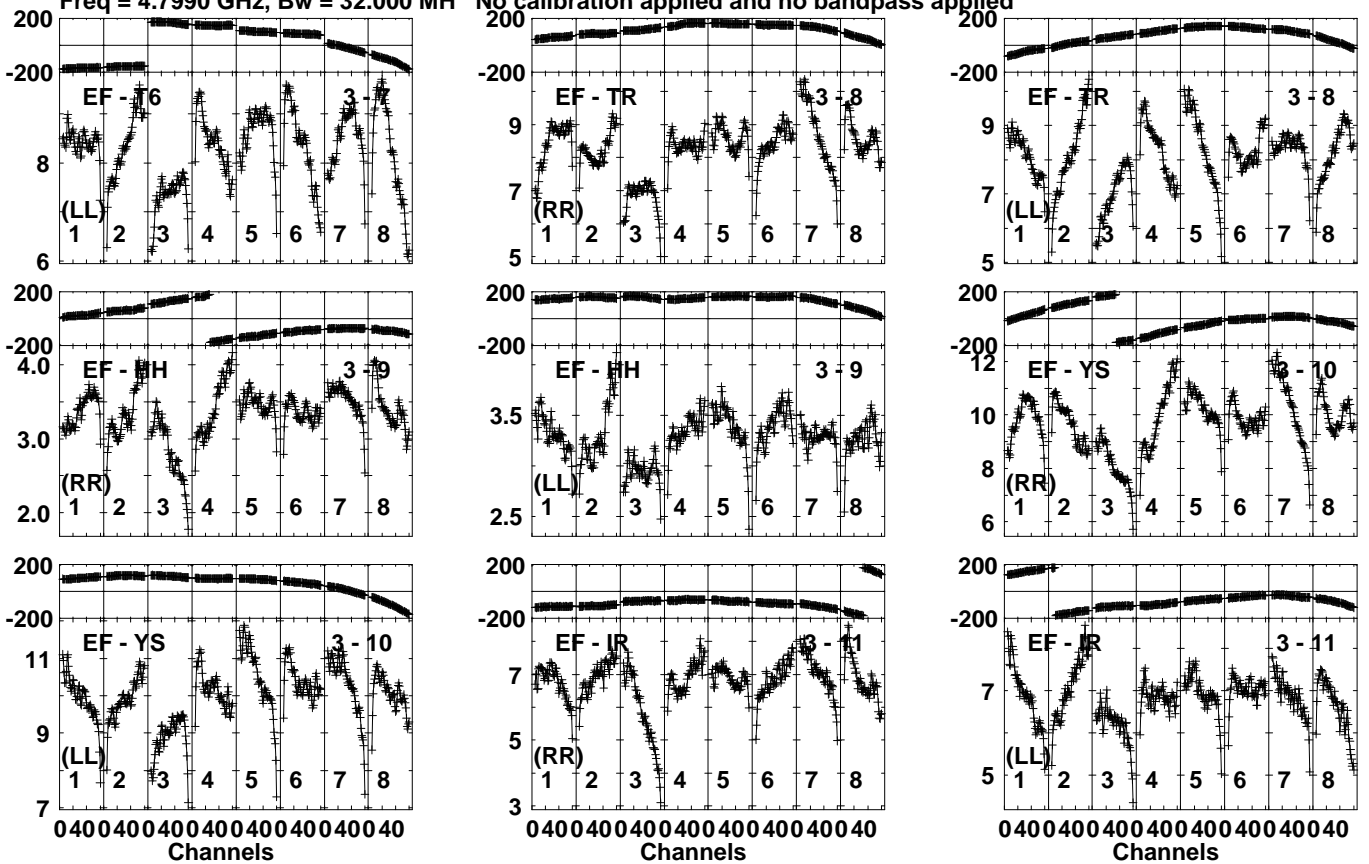 Freq = 4.7990 GHz, Bw = 32.000 MH No calibration applied and no bandpass applied
200 200 200
-200 -200 -200
EF - T6 3 - 7 EF - TR 3 - 8 EF - TR 3 - 8
9 9
8 7 7
(LL) (RR) (LL)
1 2 3 4 5 6 7 8 1 2 3 4 5 6 7 8 1 2 3 4 5 6 7 8
6 5 5
200 200 200
-200 -200 -200
EF - HH 3 - 9 EF - HH 3 - 9 EF - YS 3 - 10
4.0 12
3.5 10
3.0 8
(RR) (LL) (RR)
1 2 3 4 5 6 7 8 1 2 3 4 5 6 7 8 1 2 3 4 5 6 7 8
2.0 2.5 6
200 200 200
-200 -200 -200
EF - YS 3 - 10 EF - IR 3 - 11 EF - IR 3 - 11
11 7 7
9 5
(LL) (RR) (LL)
1 2 3 4 5 6 7 8 1 2 3 4 5 6 7 8 5 1 2 3 4 5 6 7 8
7 3
0 40 0 40 0 40 0 40 0 40 0 40 0 40 0 40 0 40 0 40 0 40 0 40 0 40 0 40 0 40 0 40 0 40 0 40 0 40 0 40 0 40 0 40 0 40 0 40
Channels Channels Channels